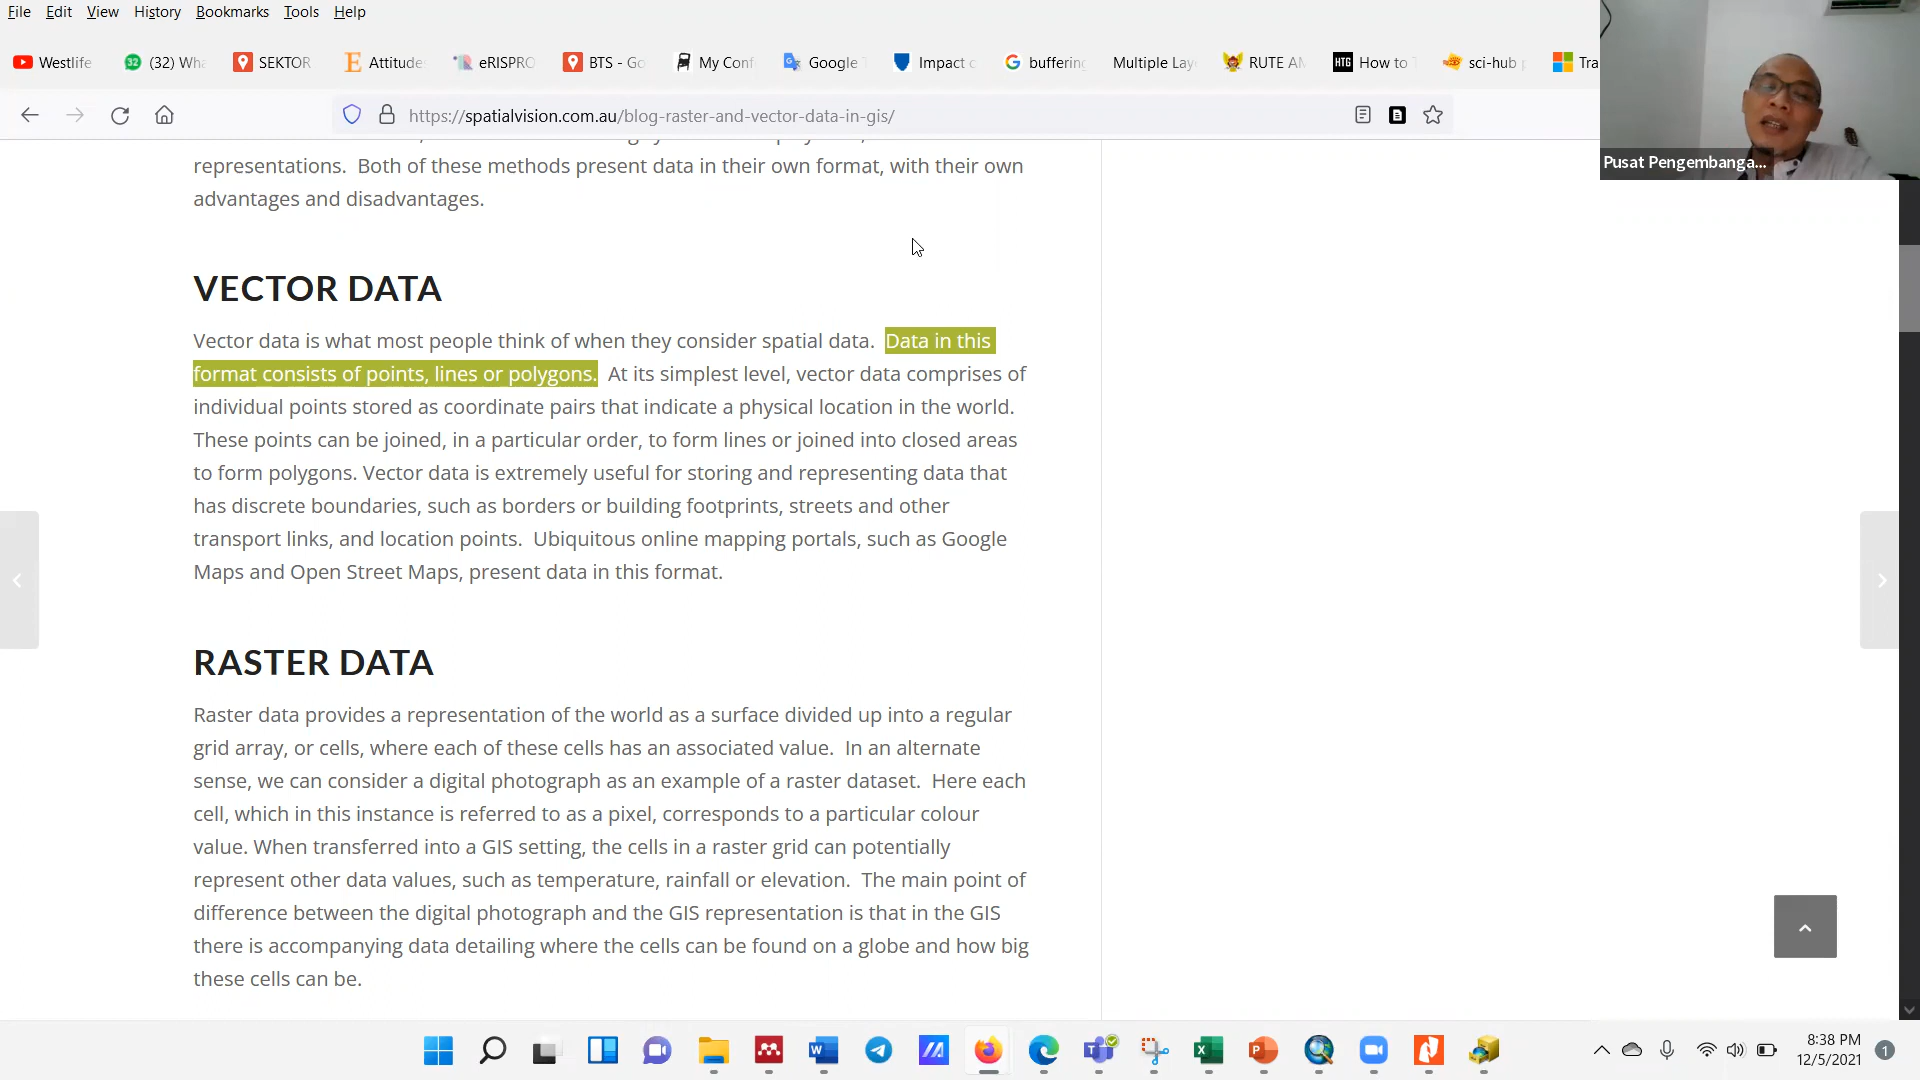 File Edit View History Bookmarks Tools Help
Westlife (32) Wha SEKTOR Attitude eRISPRO BTS - Go My Conf Google T Impact c buffering Multiple Lay RUTE AM How to sci-hub Tra
https://spatialvision.com.au/blog-raster-and-vector-data-in-gis/
Pusat Pengembanga...
representations. Both of these methods present data in their own format, with their own
advantages and disadvantages.
VECTOR DATA
Vector data is what most people think of when they consider spatial data. Data in this
format consists of points, lines or polygons. At its simplest level, vector data comprises of
individual points stored as coordinate pairs that indicate a physical location in the world.
These points can be joined, in a particular order, to form lines or joined into closed areas
to form polygons. Vector data is extremely useful for storing and representing data that
has discrete boundaries, such as borders or building footprints, streets and other
transport links, and location points. Ubiquitous online mapping portals, such as Google
Maps and Open Street Maps, present data in this format.
RASTER DATA
Raster data provides a representation of the world as a surface divided up into a regular
grid array, or cells, where each of these cells has an associated value. In an alternate
sense, we can consider a digital photograph as an example of a raster dataset. Here each
cell, which in this instance is referred to as a pixel, corresponds to a particular colour
value. When transferred into a GIS setting, the cells in a raster grid can potentially
represent other data values, such as temperature, rainfall or elevation. The main point of
difference between the digital photograph and the GIS representation is that in the GIS
there is accompanying data detailing where the cells can be found on a globe and how big
these cells can be.
8:38 PM
12/5/2021
1